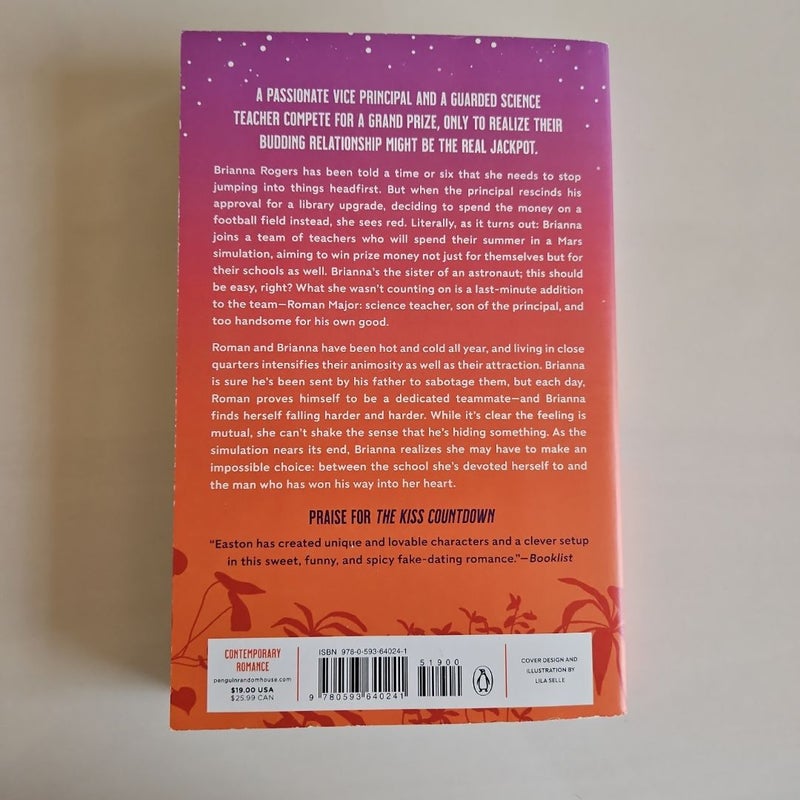 A PASSIONATE VICE PRINCIPAL AND A GUARDED SCIENCE
TEACHER COMPETE FOR A GRAND PRIZE, ONLY TO REALIZE THEIR
BUDDING RELATIONSHIP MIGHT BE THE REAL JACKPOT.
Brianna Rogers has been told a time or six that she needs to stop
jumping into things headfirst. But when the principal rescinds his
approval for a library upgrade, deciding to spend the money on a
football field instead, she sees red. Literally, as it turns out: Brianna
joins a team of teachers who will spend their summer in a Mars
simulation, aiming to win prize money not just for themselves but for
their schools as well. Brianna's the sister of an astronaut; this should
be easy, right? What she wasn't counting on is a last-minute addition
to the team—Roman Major: science teacher, son of the principal, and
too handsome for his own good.
Roman and Brianna have been hot and cold all year, and living in close
quarters intensifies their animosity as well as their attraction. Brianna
is sure he's been sent by his father to sabotage them, but each day,
Roman proves himself to be a dedicated teammate—and Brianna
finds herself falling harder and harder. While it's clear the feeling is
mutual, she can't shake the sense that he's hiding something. As the
simulation nears its end, Brianna realizes she may have to make an
impossible choice: between the school she's devoted herself to and
the man who has won his way into her heart.
PRAISE FOR THE KISS COUNTDOWN
"Easton has created unique and lovable characters and a clever setup
in this sweet, funny, and spicy fake-dating romance."—Booklist
CONTEMPORARY
ROMANCE
penguinrandomhouse.com
$19.00 USA
$25.99 CAN
ISBN 978-0-593-64024-1
51900
9 780593 640241
COVER DESIGN AND
ILLUSTRATION BY
LILA SELLE